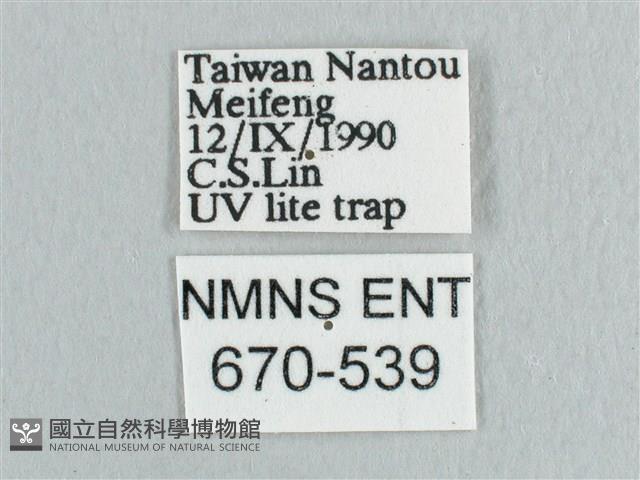 Taiwan Nantou
Meifeng
12/IX/1990
C.S.Lin
UV lite trap
NMNS ENT
670-539
國立自然科學博物館
NATIONAL MUSEUM OF NATURAL SCIENCE